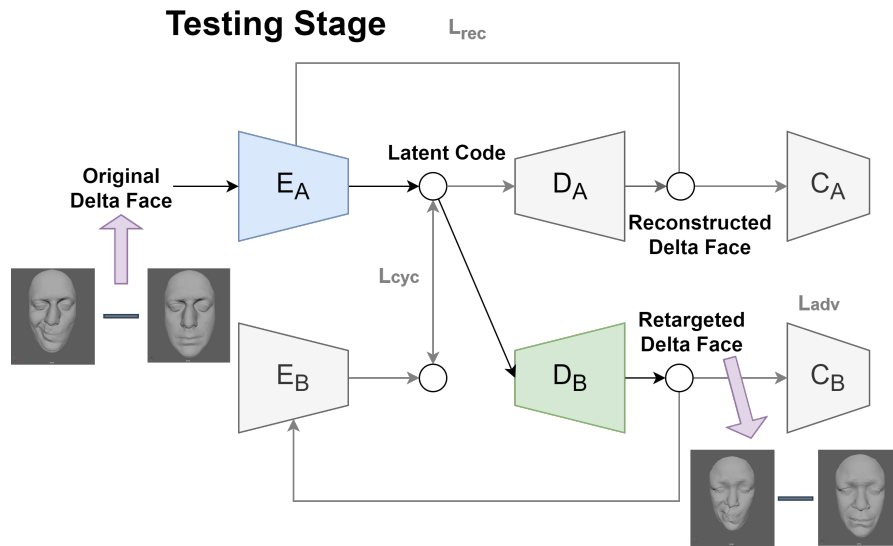 Testing Stage
Lrec
Latent Code
Original
Delta Face
EA
DA
CA
Reconstructed
Delta Face
Lcyc
Ladv
Retargeted
Delta Face
EB
DB
CB